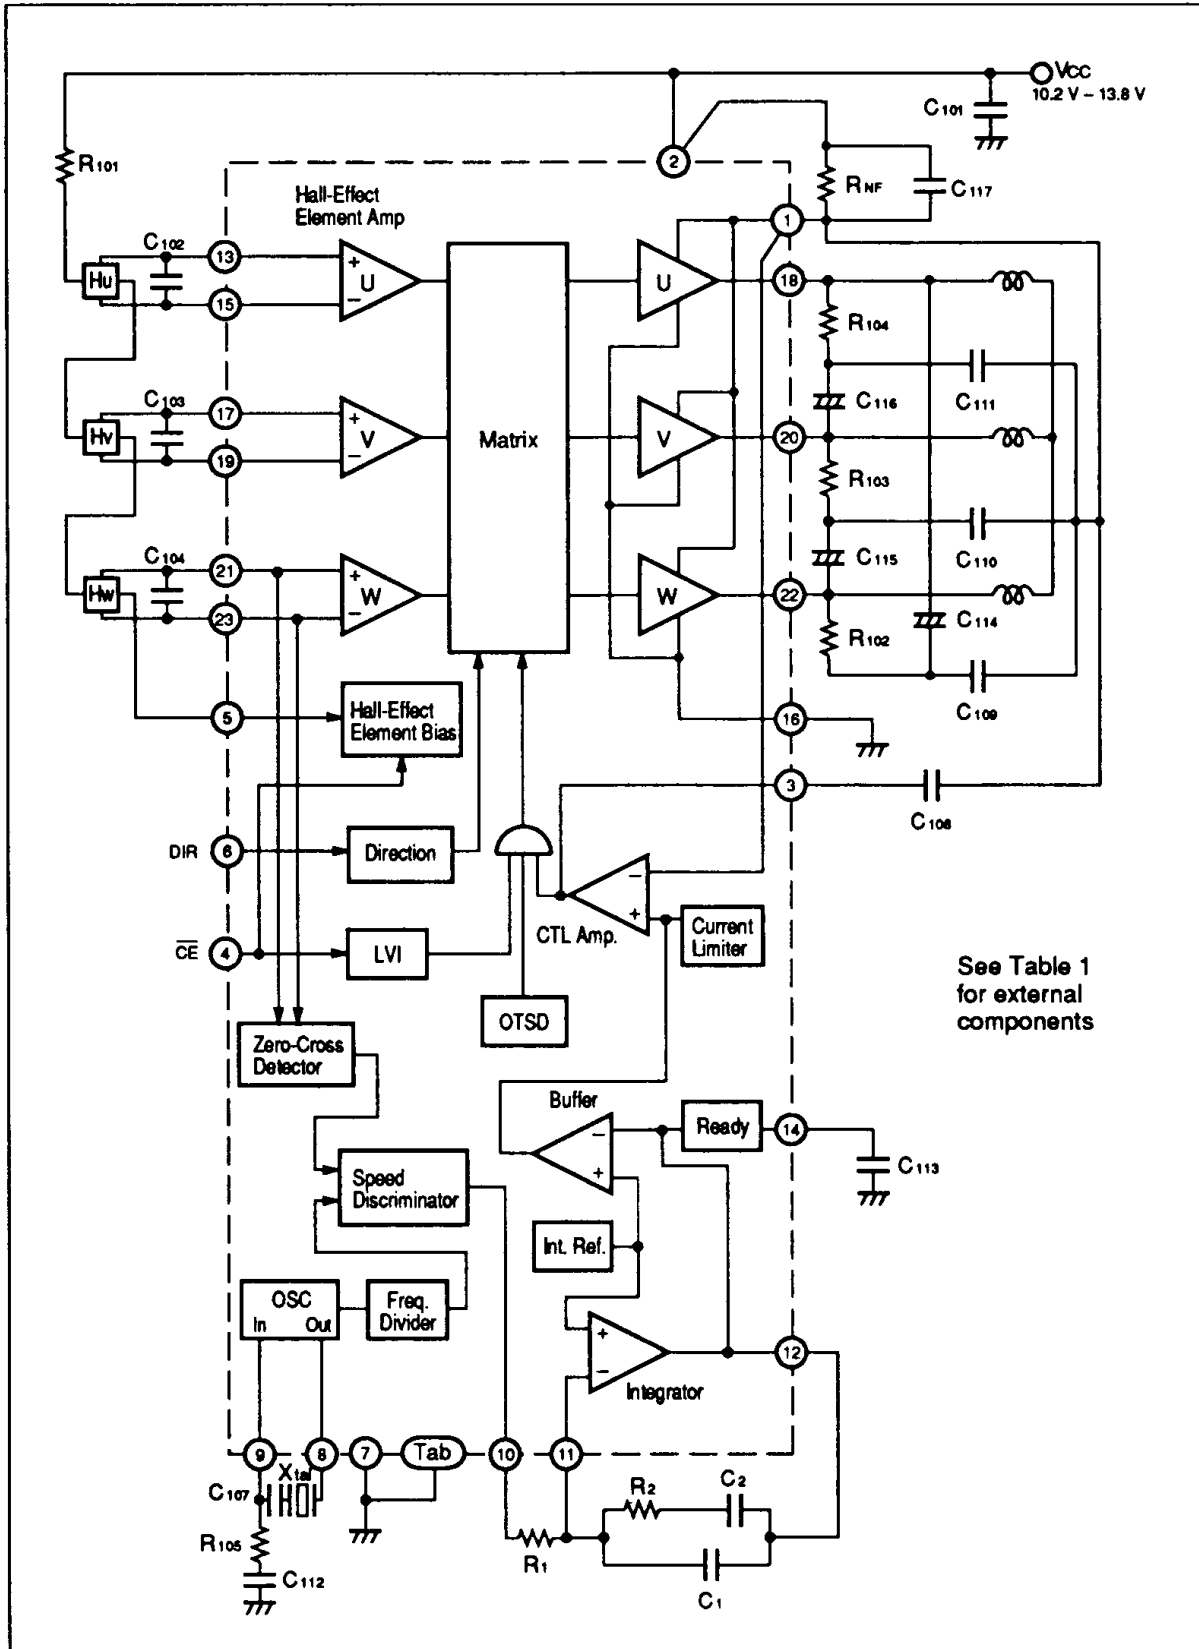 Vcc
10.2 V – 13.8 V
C101
2
R101
RNF
C117
Hall-Effect
Element Amp
1
C102
13
Hu
+
U
–
15
U
18
R104
C111
C116
C103
17
Hv
+
V
–
19
Matrix
V
20
R103
C110
C115
C104
21
Hw
+
W
–
23
W
22
R102
C114
C109
5
Hall-Effect
Element Bias
16
3
C108
DIR
6
Direction
–
+
CTL Amp.
Current
Limiter
CE
4
LVI
OTSD
See Table 1
for external
components
Zero-Cross
Detector
Buffer
–
+
Ready
14
C113
Speed
Discriminator
Int. Ref.
OSC
In Out
Freq.
Divider
+
–
Integrator
12
9
8
7
Tab
10
11
Xtal
C107
R105
C112
R1
R2
C2
C1